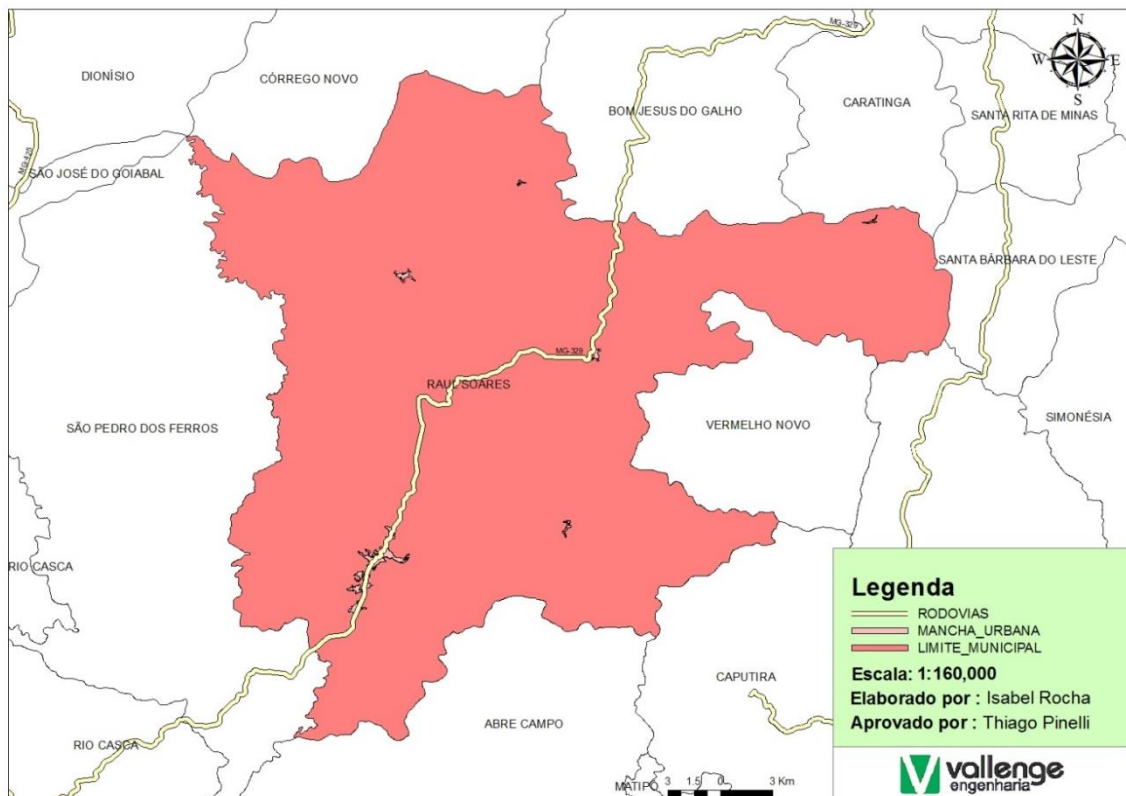 MG-329
N
DIONÍSIO
CÓRREGO NOVO
W E
BOM JESUS DO GALHO
CARATINGA
S
SANTA RITA DE MINAS
MG-425
SÃO JOSÉ DO GOIABAL
SANTA BÁRBARA DO LESTE
MG-329
RAUL SOARES
SIMONÉSIA
SÃO PEDRO DOS FERROS
VERMELHO NOVO
RIO CASCA
Legenda
RODOVIAS
MANCHA_URBANA
LIMITE_MUNICIPAL
Escala: 1:160,000
Elaborado por : Isabel Rocha
Aprovado por : Thiago Pinelli
CAPUTIRA
ABRE CAMPO
RIO CASCA
vallenge
engenharia
MATIPÓ
3 1.5 0 3 Km